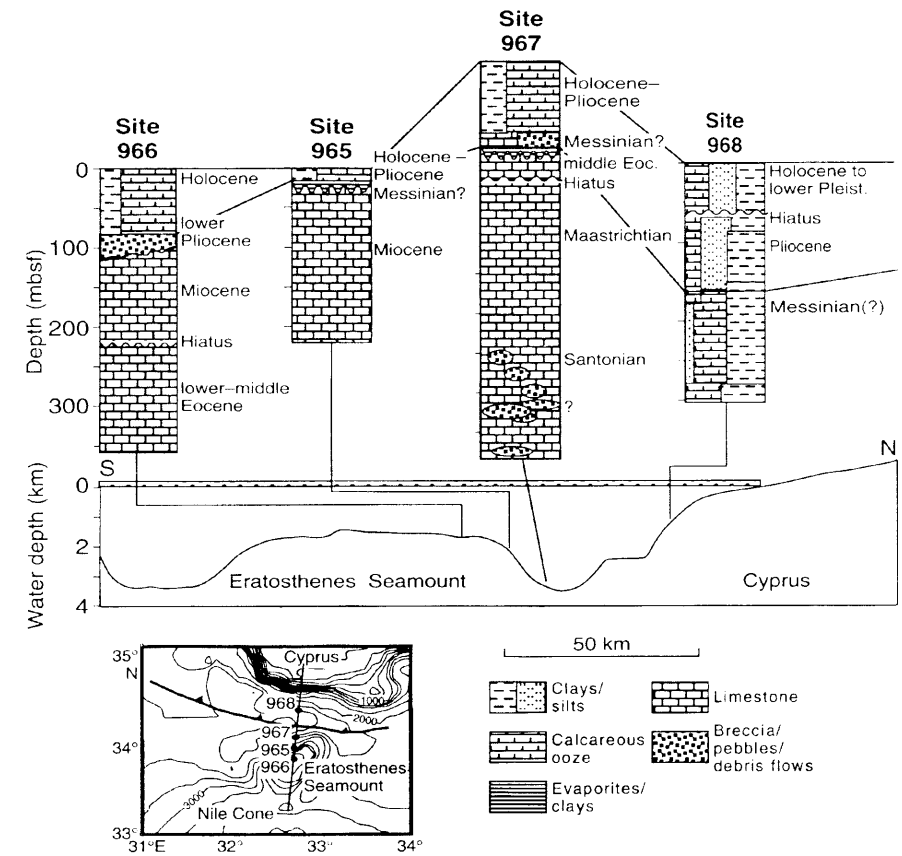 Site
967
Site
966
Site
965
Site
968
Depth (mbsf)
0
100
200
300
Holocene
lower
Pliocene
Miocene
Hiatus
lower–middle
Eocene
Holocene –
Pliocene
Messinian?
Miocene
Holocene–
Pliocene
Messinian?
middle Eoc.
Hiatus
Maastrichtian
Santonian
?
Holocene to
lower Pleist.
Hiatus
Pliocene
Messinian(?)
S
N
Water depth (km)
0
2
4
Eratosthenes Seamount
Cyprus
50 km
35°
N
34°
33°
31°E
32°
33°
34°
Cyprus
1000
2000
968
967
965
966
Eratosthenes
Seamount
3000
Nile Cone
Clays/
silts
Calcareous
ooze
Evaporites/
clays
Limestone
Breccia/
pebbles/
debris flows